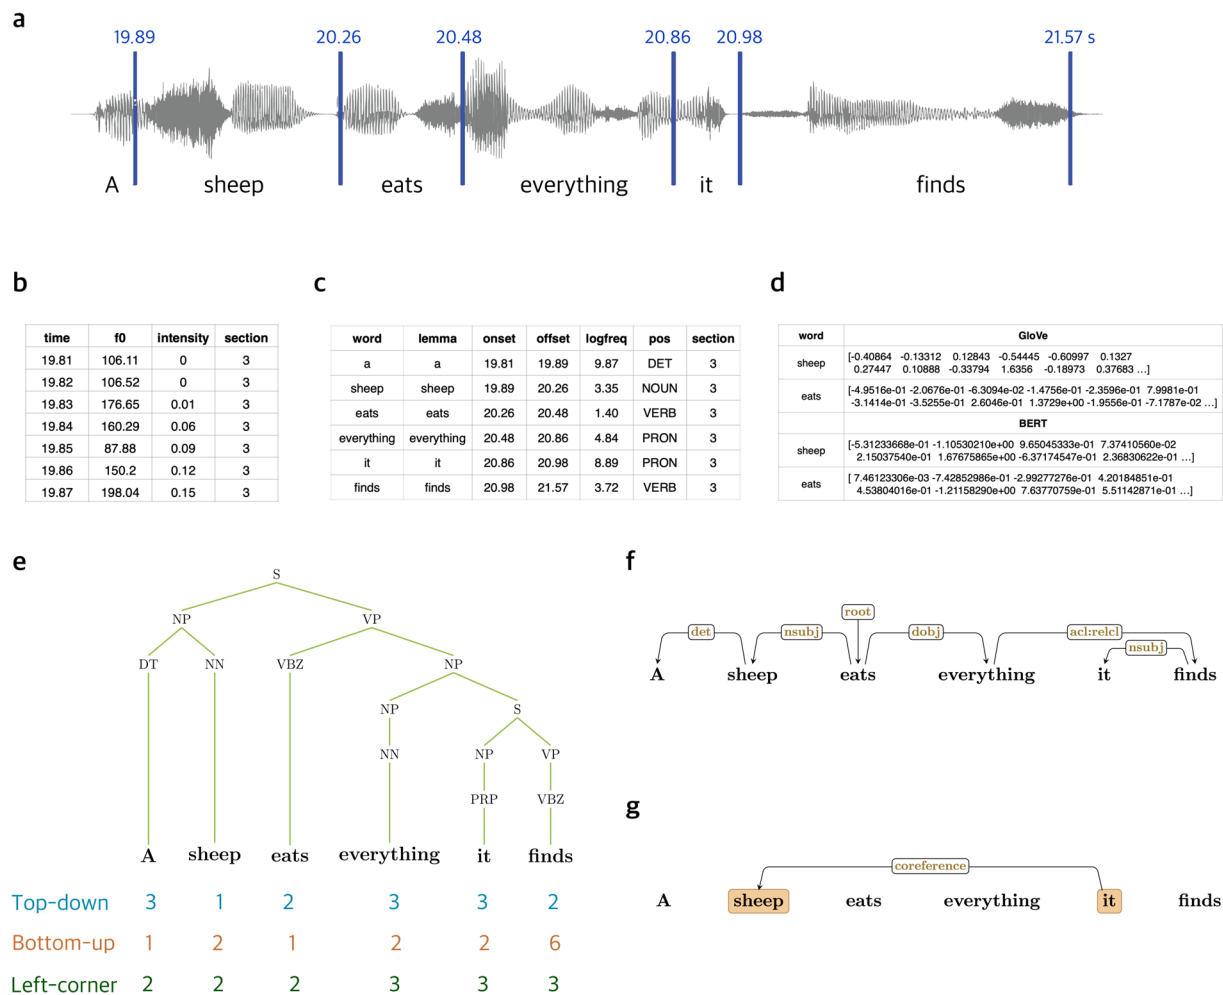 a
19.89 20.26 20.48 20.86 20.98 21.57 s
A sheep eats everything it finds
b
time f0 intensity section
19.81 106.11 0 3
19.82 106.52 0 3
19.83 176.65 0.01 3
19.84 160.29 0.06 3
19.85 87.88 0.09 3
19.86 150.2 0.12 3
19.87 198.04 0.15 3
c
word lemma onset offset logfreq pos section
a a 19.81 19.89 9.87 DET 3
sheep sheep 19.89 20.26 3.35 NOUN 3
eats eats 20.26 20.48 1.40 VERB 3
everything everything 20.48 20.86 4.84 PRON 3
it it 20.86 20.98 8.89 PRON 3
finds finds 20.98 21.57 3.72 VERB 3
d
word GloVe
sheep [-0.40864 -0.13312 0.12843 -0.54445 -0.60997 0.1327
0.27447 0.10888 -0.33794 1.6356 -0.18973 0.37683 ...]
eats [-4.9516e-01 -2.0676e-01 -6.3094e-02 -1.4756e-01 -2.3596e-01 7.9981e-01
-3.1414e-01 -3.5255e-01 2.6046e-01 1.3729e+00 -1.9556e-01 -7.1787e-02 ...]
BERT
sheep [-5.31233668e-01 -1.10530210e+00 9.65045333e-01 7.37410560e-02
2.15037540e-01 1.67675865e+00 -6.37174547e-01 2.36830622e-01 ...]
eats [ 7.46123306e-03 -7.42852986e-01 -2.99277276e-01 4.20184851e-01
4.53804016e-01 -1.21158290e+00 7.63770759e-01 5.51142871e-01 ...]
e
S
NP VP
DT NN VBZ NP
NP S
NN NP VP
PRP VBZ
A sheep eats everything it finds
Top-down 3 1 2 3 3 2
Bottom-up 1 2 1 2 2 6
Left-corner 2 2 2 3 3 3
f
root
det nsubj dobj acl:relcl
nsubj
A sheep eats everything it finds
g
coreference
A sheep eats everything it finds